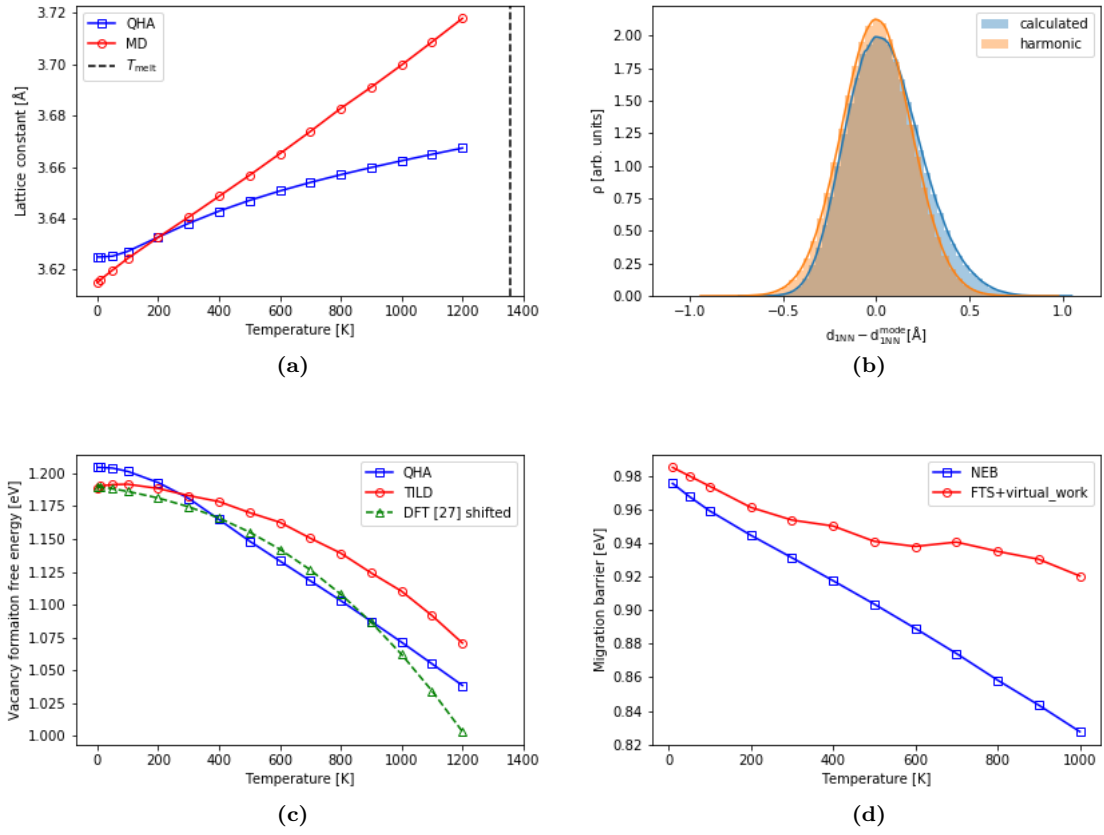 3.72
3.70
3.68
3.66
3.64
3.62
Lattice constant [Å]
QHA
MD
T_melt
0 200 400 600 800 1000 1200 1400
Temperature [K]
(a)
2.00
1.75
1.50
1.25
1.00
0.75
0.50
0.25
0.00
ρ [arb. units]
calculated
harmonic
−1.0 −0.5 0.0 0.5 1.0
d_1NN − d_1NN^mode [Å]
(b)
1.200
1.175
1.150
1.125
1.100
1.075
1.050
1.025
1.000
Vacancy formaiton free energy [eV]
QHA
TILD
DFT [27] shifted
0 200 400 600 800 1000 1200 1400
Temperature [K]
(c)
0.98
0.96
0.94
0.92
0.90
0.88
0.86
0.84
0.82
Migration barrier [eV]
NEB
FTS+virtual_work
0 200 400 600 800 1000
Temperature [K]
(d)